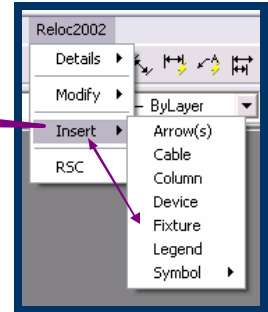 Reloc2002
Details
Modify
ByLayer
Insert
Arrow(s)
RSC
Cable
Column
Device
Fixture
Legend
Symbol